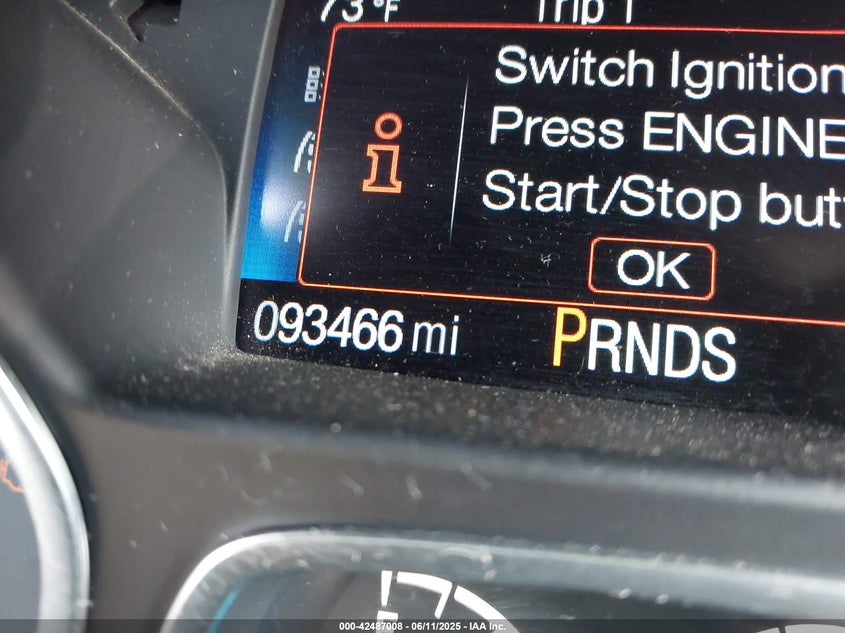 73°F Trip 1
Switch Ignition
Press ENGINE
Start/Stop
OK
093466 mi PRNDS
000-42487008 - 06/11/2025 - IAA Inc.